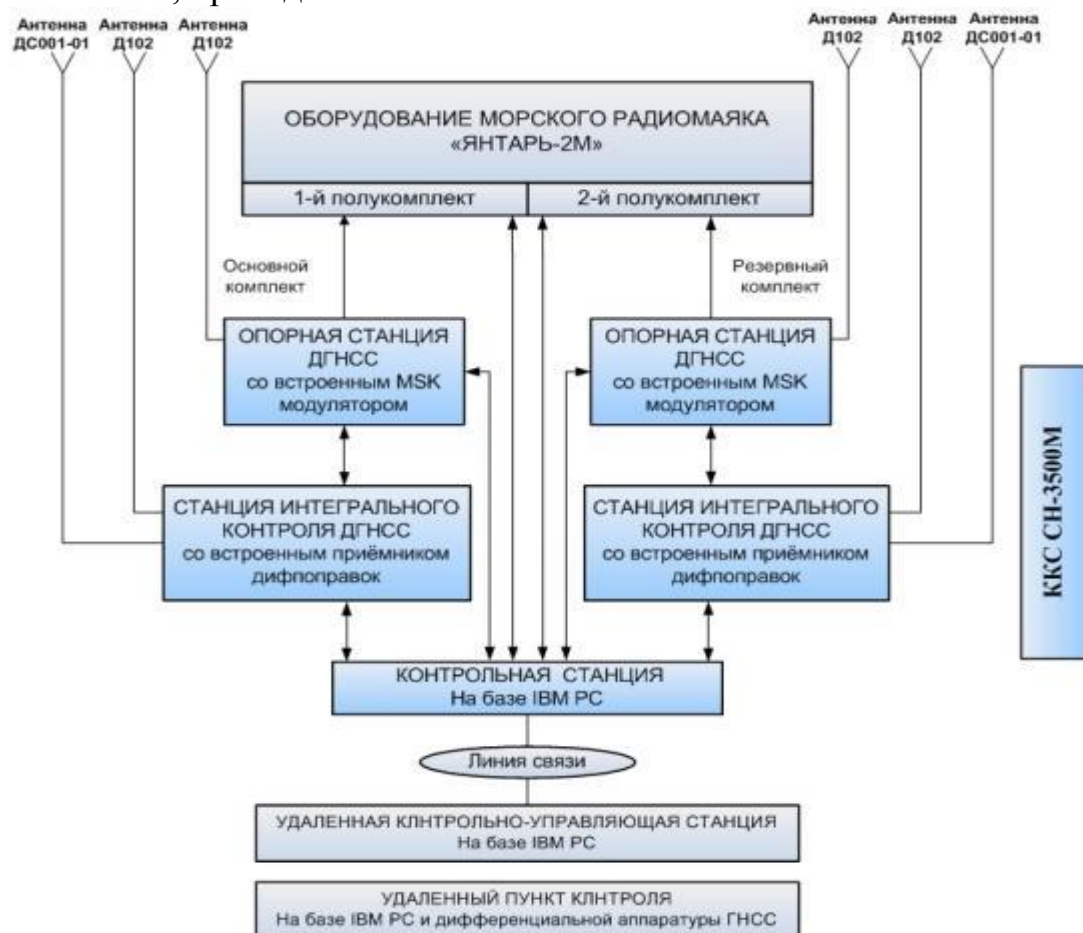 Антенна
ДС001-01
Антенна
Д102
Антенна
Д102
Антенна
Д102
Антенна
Д102
Антенна
ДС001-01
ОБОРУДОВАНИЕ МОРСКОГО РАДИОМАЯКА
«ЯНТАРЬ-2М»
1-й полукомплект
2-й полукомплект
Основной
комплект
Резервный
комплект
ОПОРНАЯ СТАНЦИЯ
ДГНСС
со встроенным MSK
модулятором
ОПОРНАЯ СТАНЦИЯ
ДГНСС
со встроенным MSK
модулятором
СТАНЦИЯ ИНТЕГРАЛЬНОГО
КОНТРОЛЯ ДГНСС
со встроенным приёмником
дифпоправок
СТАНЦИЯ ИНТЕГРАЛЬНОГО
КОНТРОЛЯ ДГНСС
со встроенным приёмником
дифпоправок
ККС СН-3500М
КОНТРОЛЬНАЯ СТАНЦИЯ
На базе IBM PC
Линия связи
УДАЛЕННАЯ КЛНТРОЛЬНО-УПРАВЛЯЮЩАЯ СТАНЦИЯ
На базе IBM PC
УДАЛЕННЫЙ ПУНКТ КЛНТРОЛЯ
На базе IBM PC и дифференциальной аппаратуры ГНСС